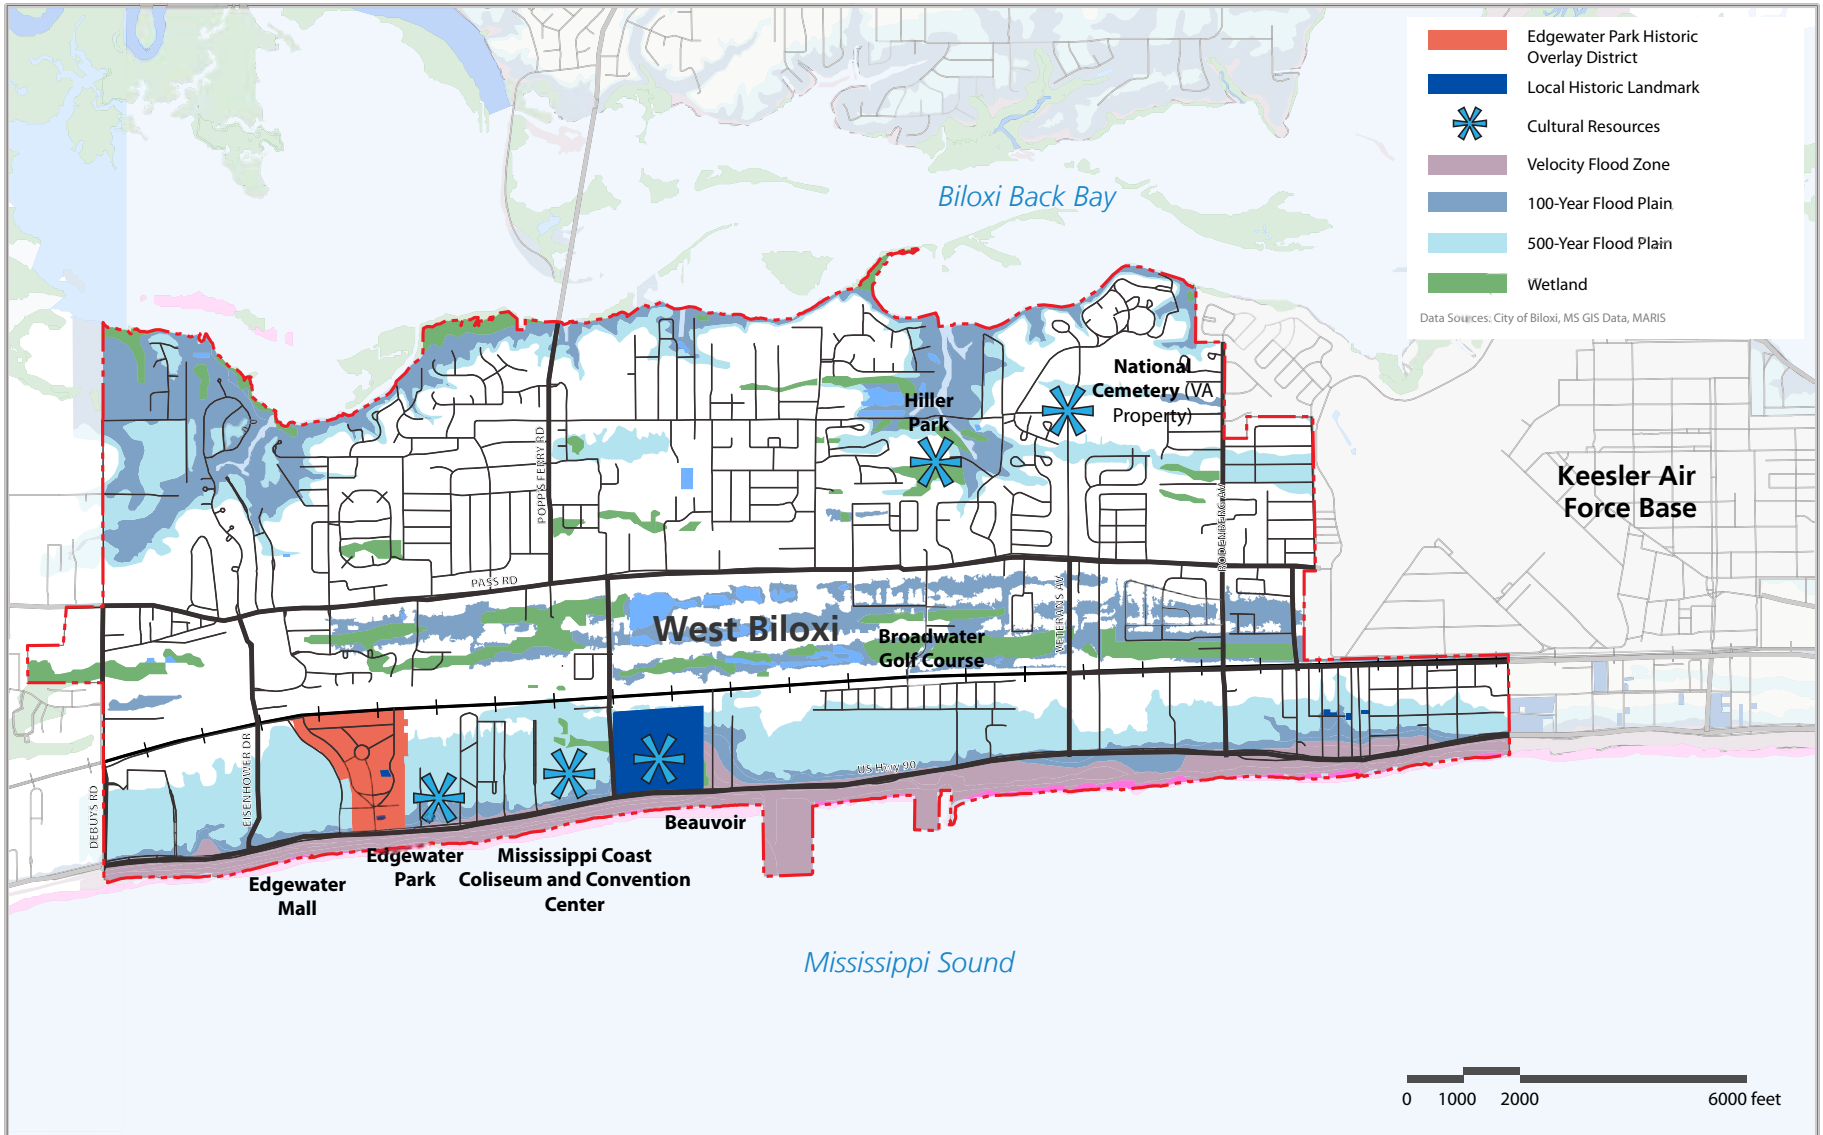 Edgewater Park Historic
Overlay District
Local Historic Landmark
Cultural Resources
Velocity Flood Zone
100-Year Flood Plain
500-Year Flood Plain
Wetland
Data Sources: City of Biloxi, MS GIS Data, MARIS
Biloxi Back Bay
National
Cemetery (VA
Property)
Hiller
Park
Keesler Air
Force Base
POPP'S FERRY RD
RODENBERG AV
PASS RD
VETERANS AV
West Biloxi
Broadwater
Golf Course
EISENHOWER DR
DEBUYS RD
US Hwy 90
Beauvoir
Edgewater
Park
Mississippi Coast
Coliseum and Convention
Center
Edgewater
Mall
Mississippi Sound
0 1000 2000 6000 feet